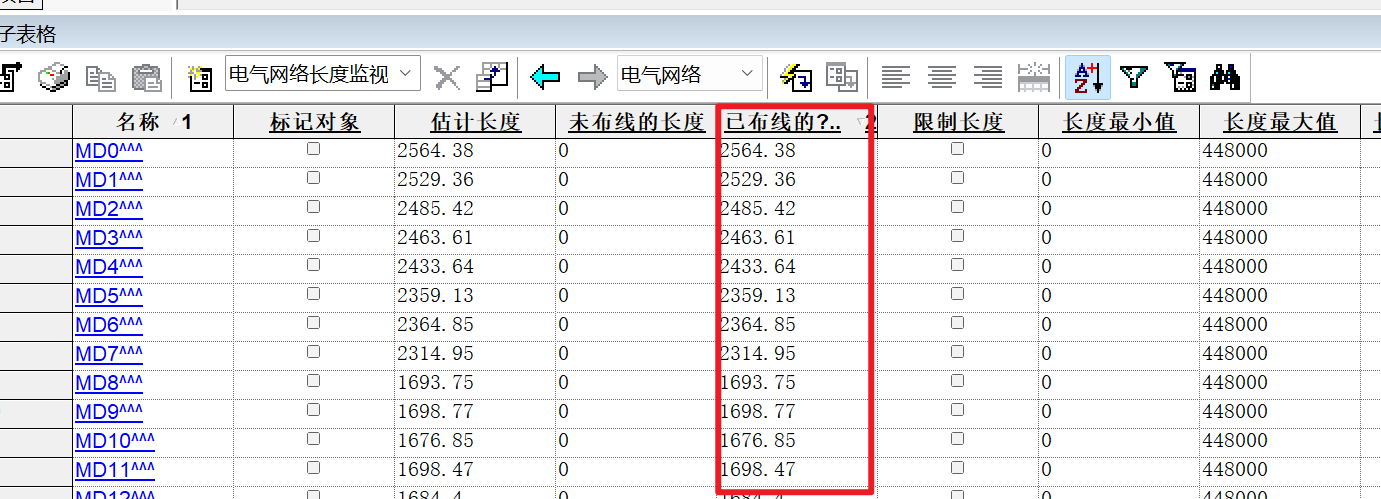 子表格
电气网络长度监视
电气网络
名称 1 标记对象 估计长度 未布线的长度 已布线的?.. 2 限制长度 长度最小值 长度最大值
MD0^^^ 2564.38 0 2564.38 0 448000
MD1^^^ 2529.36 0 2529.36 0 448000
MD2^^^ 2485.42 0 2485.42 0 448000
MD3^^^ 2463.61 0 2463.61 0 448000
MD4^^^ 2433.64 0 2433.64 0 448000
MD5^^^ 2359.13 0 2359.13 0 448000
MD6^^^ 2364.85 0 2364.85 0 448000
MD7^^^ 2314.95 0 2314.95 0 448000
MD8^^^ 1693.75 0 1693.75 0 448000
MD9^^^ 1698.77 0 1698.77 0 448000
MD10^^^ 1676.85 0 1676.85 0 448000
MD11^^^ 1698.47 0 1698.47 0 448000